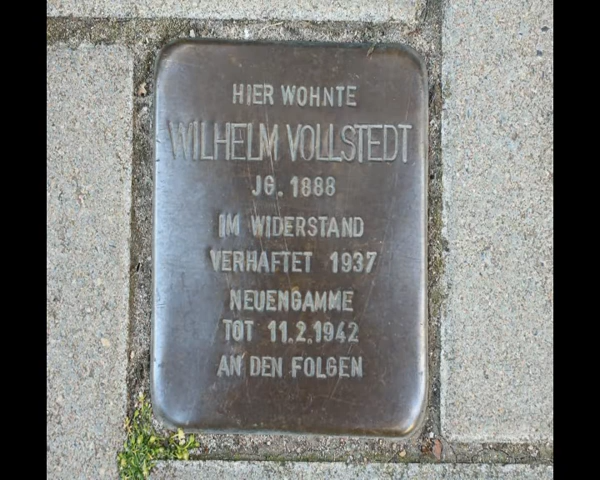 HIER WOHNTE
WILHELM VOLLSTEDT
JG. 1888
IM WIDERSTAND
VERHAFTET 1937
NEUENGAMME
TOT 11.2.1942
AN DEN FOLGEN